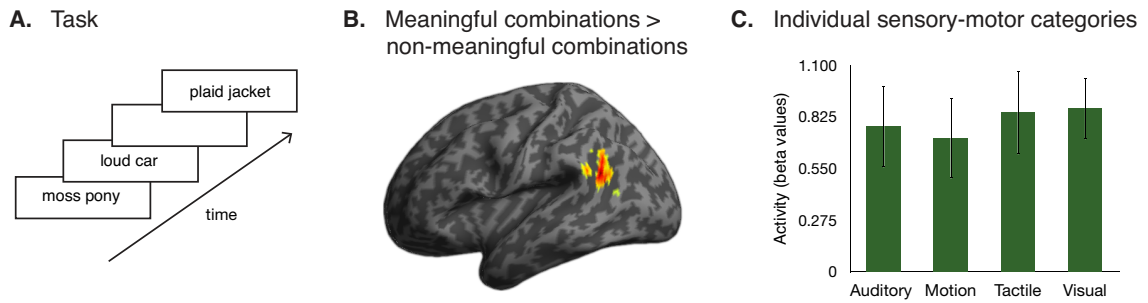 A. Task
plaid jacket
loud car
moss pony
time
B. Meaningful combinations >
non-meaningful combinations
C. Individual sensory-motor categories
Activity (beta values)
1.100
0.825
0.550
0.275
0
Auditory Motion Tactile Visual